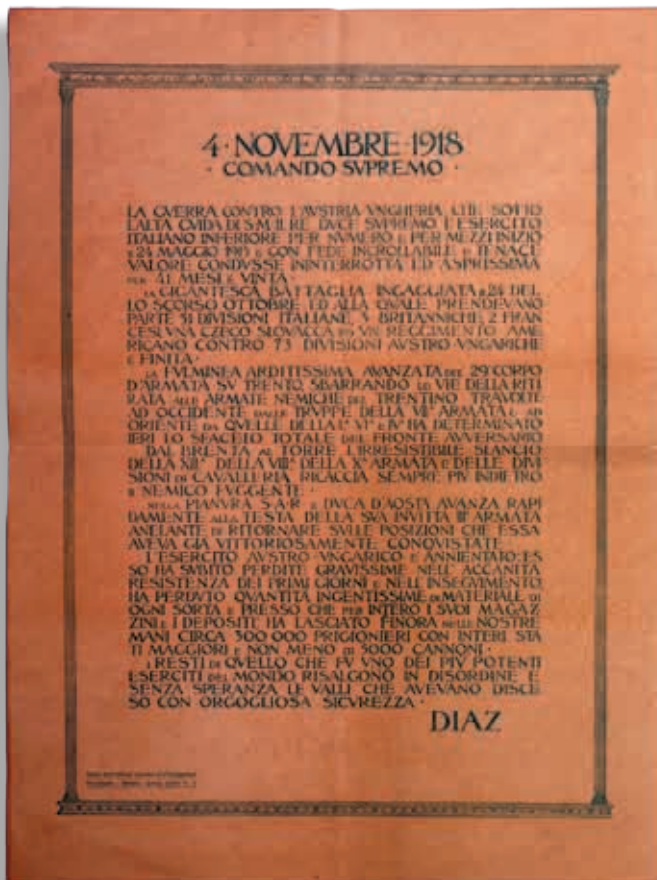 4·NOVEMBRE·1918
·COMANDO SVPREMO·
LA GVERRA CONTRO L'AVSTRIA VNGHERIA CHE SOTTO
L'ALTA GVIDA DI S·M·IL RE DVCE SVPREMO L'ESERCITO
ITALIANO INFERIORE PER NVMERO E PER MEZZI INIZIO
IL 24 MAGGIO 1915 E CON FEDE INCROLLABILE E TENACE
VALORE CONDVSSE ININTERROTTA ED ASPRISSIMA
PER 41 MESI E VINTA·
LA GIGANTESCA BATTAGLIA INGAGGIATA IL 24 DEL
LO SCORSO OTTOBRE ED ALLA QVALE PRENDEVANO
PARTE 51 DIVISIONI ITALIANE, 3 BRITANNICHE, 2 FRAN
CESI, VNA CZECO SLOVACCA ED VN REGGIMENTO AME
RICANO CONTRO 73 DIVISIONI AVSTRO VNGARICHE
E FINITA·
LA FVLMINEA ARDITISSIMA AVANZATA DEL 29° CORPO
D'ARMATA SV TRENTO, SBARRANDO LE VIE DELLA RITI
RATA ALLE ARMATE NEMICHE DEL TRENTINO TRAVOLTE
AD OCCIDENTE DALLE TRVPPE DELLA VII ARMATA E AD
ORIENTE DA QVELLE DELLA I VI E IV HA DETERMINATO
IERI LO SFACELO TOTALE DEL FRONTE AVVERSARIO
DAL BRENTA AL TORRE L'IRRESISTIBILE SLANCIO
DELLA XII DELLA VIII DELLA X ARMATA E DELLE DIVI
SIONI DI CAVALLERIA RICACCIA SEMPRE PIV INDIETRO
IL NEMICO FVGGENTE·
NELLA PIANVRA S·A·R· IL DVCA D'AOSTA AVANZA RAPI
DAMENTE ALLA TESTA DELLA SVA INVITTA III ARMATA
ANELANTE DI RITORNARE SVLLE POSIZIONI CHE ESSA
AVEVA GIA VITTORIOSAMENTE CONQVISTATE·
L'ESERCITO AVSTRO VNGARICO E ANNIENTATO: ES
SO HA SVBITO PERDITE GRAVISSIME NELL'ACCANITA
RESISTENZA DEI PRIMI GIORNI E NELL'INSEGVIMENTO,
HA PERDVTO QVANTITA INGENTISSIME DI MATERIALE DI
OGNI SORTA E PRESSO CHE PER INTERO I SVOI MAGAZ
ZINI E I DEPOSITI: HA LASCIATO FINORA NELLE NOSTRE
MANI CIRCA 300 000 PRIGIONIERI CON INTERI STA
TI MAGGIORI E NON MENO DI 5000 CANNONI·
I RESTI DI QVELLO CHE FV VNO DEI PIV POTENTI
ESERCITI DEL MONDO RISALGONO IN DISORDINE E
SENZA SPERANZA LE VALLI CHE AVEVANO DISCE
SO CON ORGOGLIOSA SICVREZZA·
DIAZ